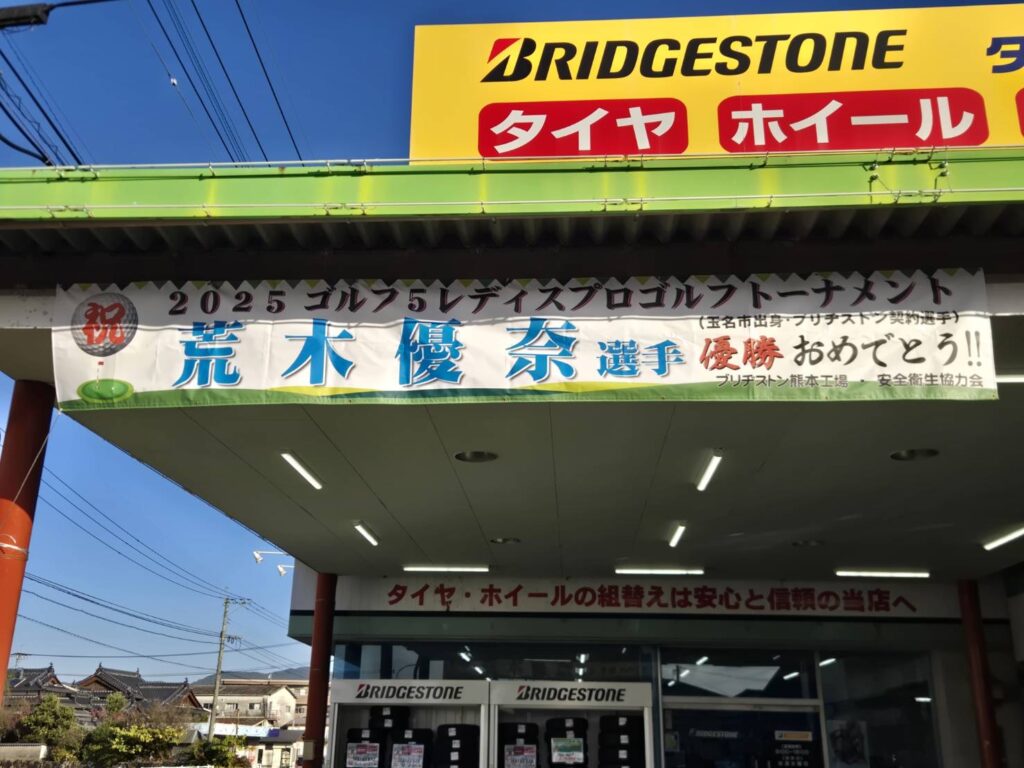 BRIDGESTONE
タイヤ ホイール
祝
2025 ゴルフ5レディスプロゴルフトーナメント
(玉名市出身・ブリヂストン契約選手)
荒木優奈選手 優勝 おめでとう!!
ブリヂストン熊本工場 ・ 安全衛生協力会
タイヤ・ホイールの組替えは安心と信頼の当店へ
BRIDGESTONE BRIDGESTONE
BRIDGESTONE